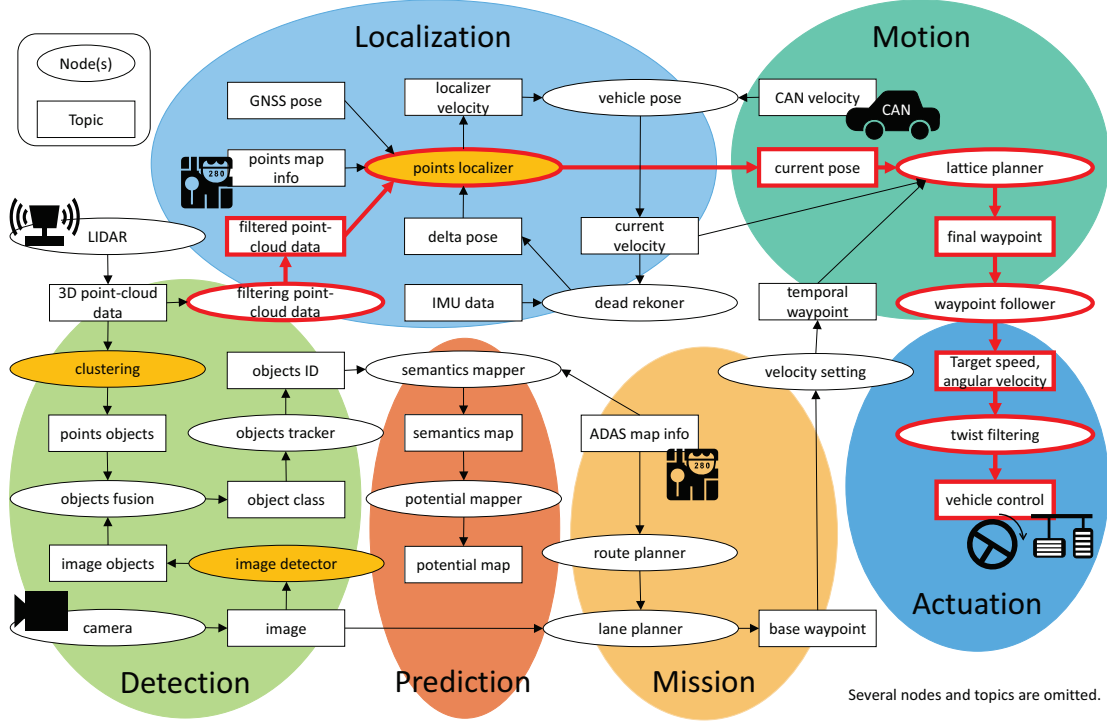 Localization
Motion
Node(s)
Topic
GNSS pose
localizer
velocity
vehicle pose
CAN velocity
CAN
points map
info
280
points localizer
current pose
lattice planner
LIDAR
filtered point-
cloud data
delta pose
current
velocity
final waypoint
3D point-cloud
data
filtering point-
cloud data
IMU data
dead rekoner
temporal
waypoint
waypoint follower
clustering
objects ID
semantics mapper
velocity setting
Target speed,
angular velocity
points objects
objects tracker
semantics map
ADAS map info
280
twist filtering
objects fusion
object class
potential mapper
vehicle control
image objects
image detector
potential map
route planner
camera
image
lane planner
base waypoint
Actuation
Detection
Prediction
Mission
Several nodes and topics are omitted.